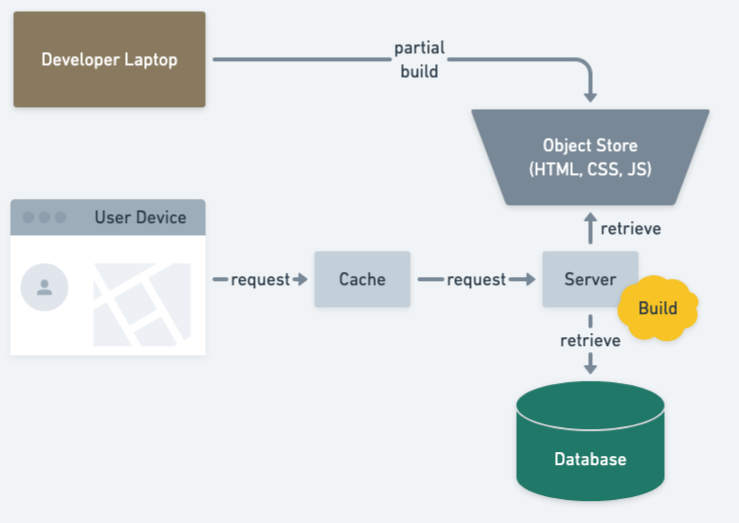 Developer Laptop
partial
build
Object Store
(HTML, CSS, JS)
User Device
retrieve
request
Cache
request
Server
Build
retrieve
Database